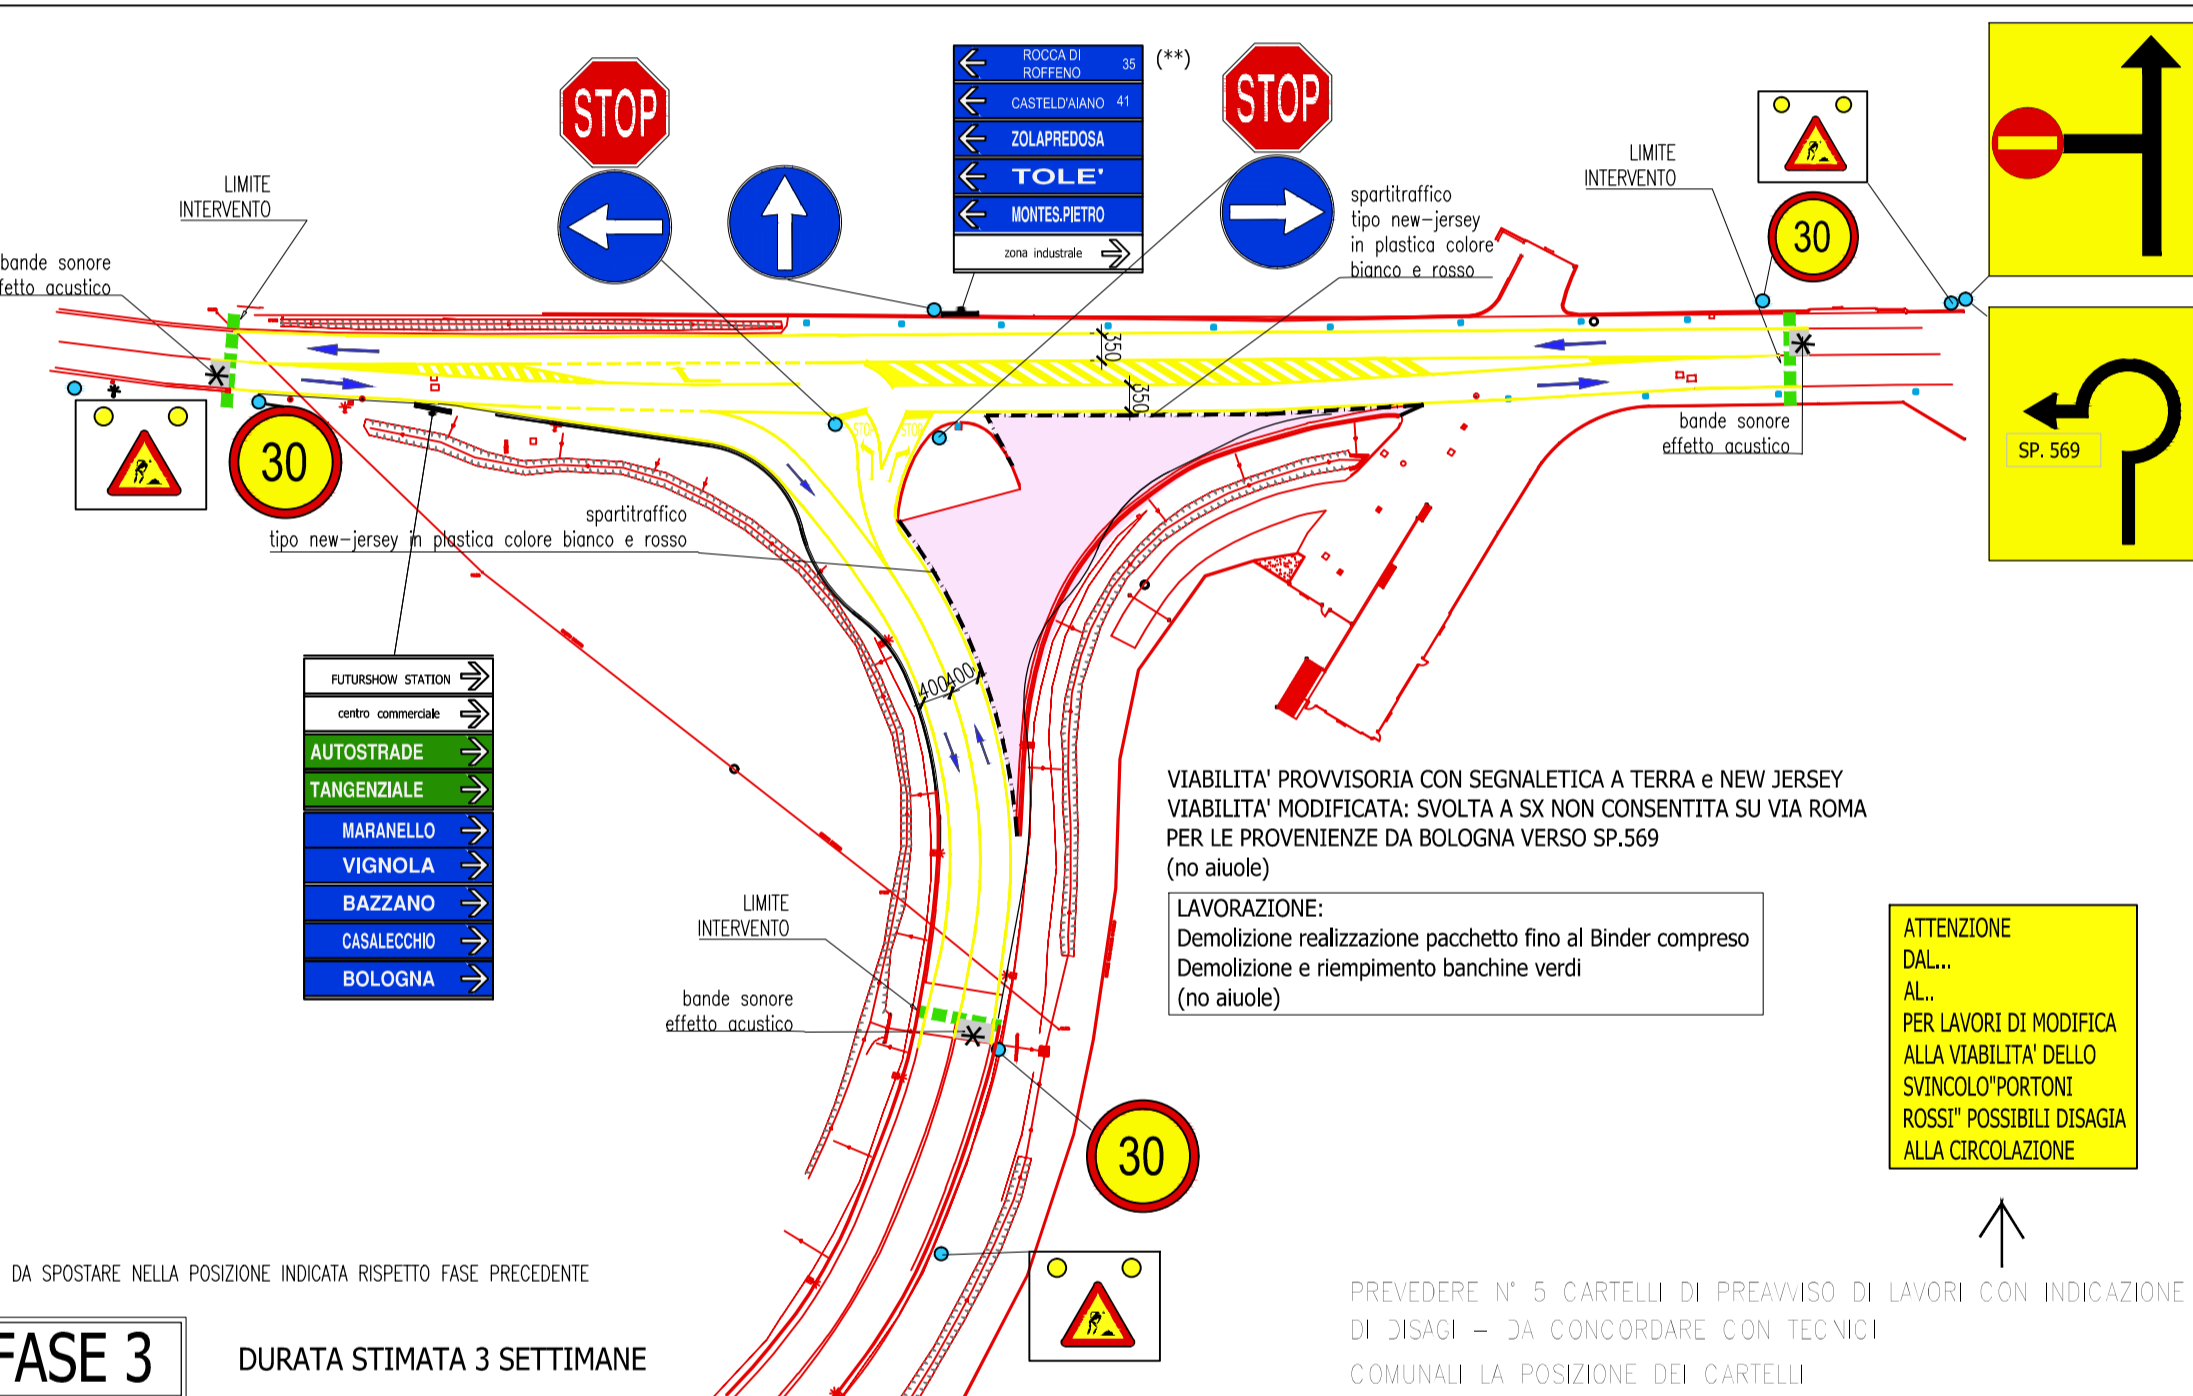 STOP
ROCCA DI
ROFFENO 35
CASTELD'AIANO 41
ZOLAPREDOSA
TOLE'
MONTES.PIETRO
zona industriale
(**)
STOP
LIMITE
INTERVENTO
LIMITE
INTERVENTO
30
spartitraffico
tipo new-jersey
in plastica colore
bianco e rosso
bande sonore
fetto acustico
350
350
30
STOP
STOP
bande sonore
effetto acustico
SP. 569
spartitraffico
tipo new-jersey in plastica colore bianco e rosso
FUTURSHOW STATION
centro commerciale
AUTOSTRADE
TANGENZIALE
MARANELLO
VIGNOLA
BAZZANO
CASALECCHIO
BOLOGNA
400
400
VIABILITA' PROVVISORIA CON SEGNALETICA A TERRA e NEW JERSEY
VIABILITA' MODIFICATA: SVOLTA A SX NON CONSENTITA SU VIA ROMA
PER LE PROVENIENZE DA BOLOGNA VERSO SP.569
(no aiuole)
LAVORAZIONE:
Demolizione realizzazione pacchetto fino al Binder compreso
Demolizione e riempimento banchine verdi
(no aiuole)
LIMITE
INTERVENTO
bande sonore
effetto acustico
30
ATTENZIONE
DAL...
AL..
PER LAVORI DI MODIFICA
ALLA VIABILITA' DELLO
SVINCOLO"PORTONI
ROSSI" POSSIBILI DISAGIA
ALLA CIRCOLAZIONE
DA SPOSTARE NELLA POSIZIONE INDICATA RISPETTO FASE PRECEDENTE
FASE 3
DURATA STIMATA 3 SETTIMANE
PREVEDERE N° 5 CARTELLI DI PREAVVISO DI LAVORI CON INDICAZIONE
DI DISAGI – DA CONCORDARE CON TECNICI
COMUNALI LA POSIZIONE DEI CARTELLI